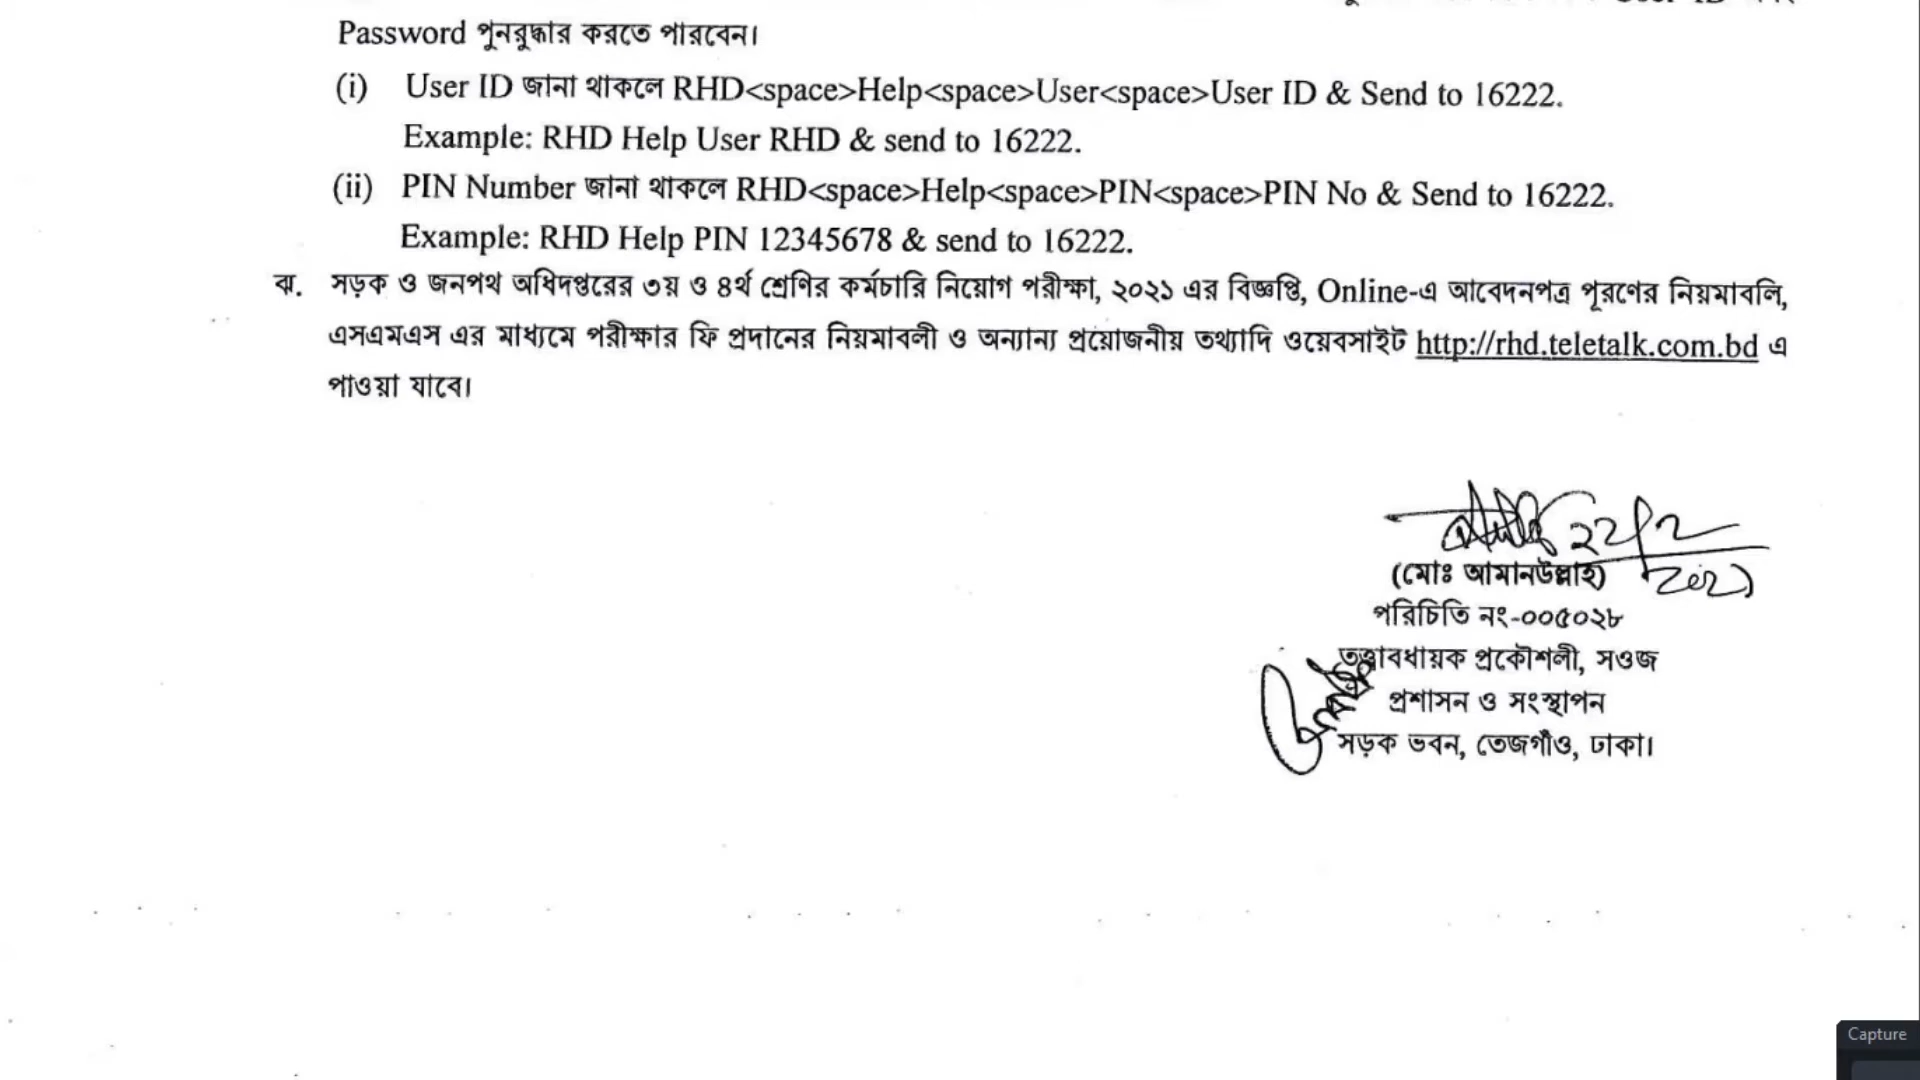 Password পুনরুদ্ধার করতে পারবেন।
(i) User ID জানা থাকলে RHD<space>Help<space>User<space>User ID & Send to 16222.
Example: RHD Help User RHD & send to 16222.
(ii) PIN Number জানা থাকলে RHD<space>Help<space>PIN<space>PIN No & Send to 16222.
Example: RHD Help PIN 12345678 & send to 16222.
ঝ. সড়ক ও জনপথ অধিদপ্তরের ৩য় ও ৪র্থ শ্রেণির কর্মচারি নিয়োগ পরীক্ষা, ২০২১ এর বিজ্ঞপ্তি, Online-এ আবেদনপত্র পূরণের নিয়মাবলি,
এসএমএস এর মাধ্যমে পরীক্ষার ফি প্রদানের নিয়মাবলী ও অন্যান্য প্রয়োজনীয় তথ্যাদি ওয়েবসাইট http://rhd.teletalk.com.bd এ
পাওয়া যাবে।
২২/২
(মোঃ আমানউল্লাহ) ২০২১
পরিচিতি নং-০০৫০২৮
তত্ত্বাবধায়ক প্রকৌশলী, সওজ
প্রশাসন ও সংস্থাপন
সড়ক ভবন, তেজগাঁও, ঢাকা।
Capture